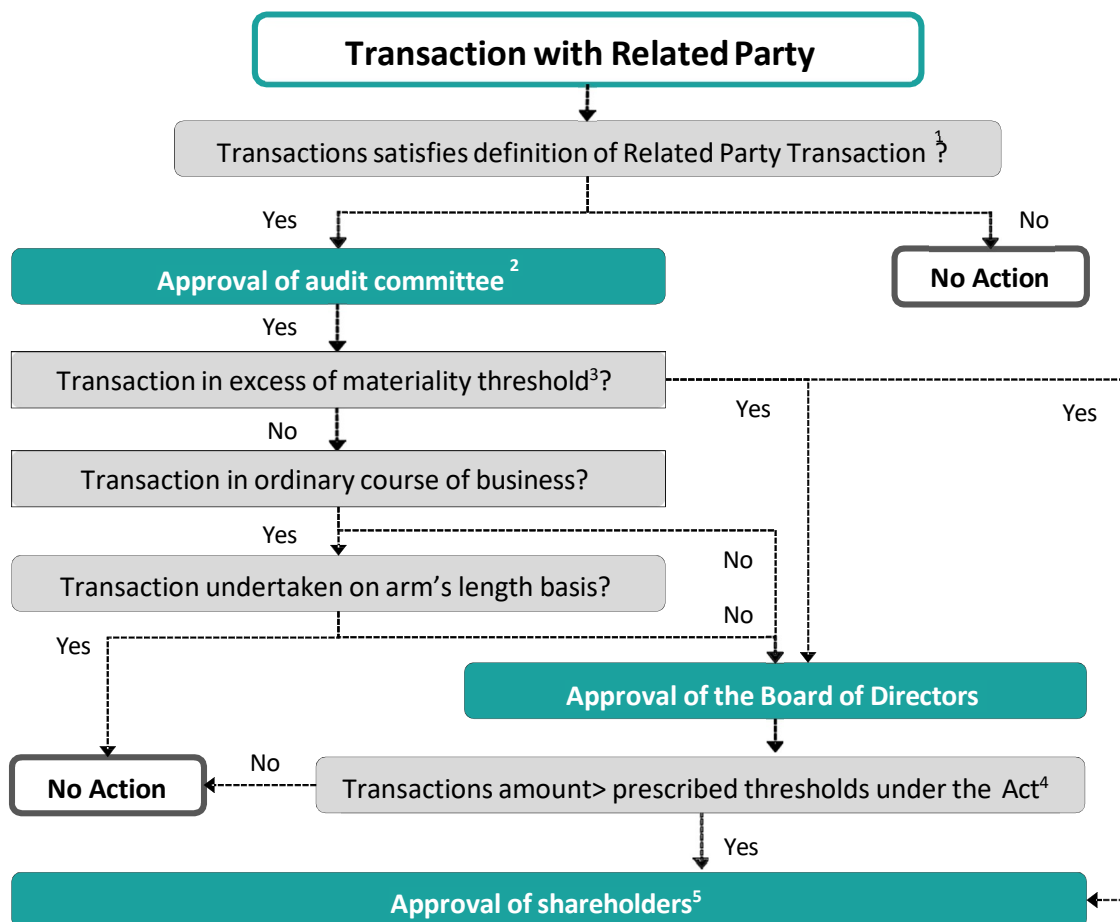 Transaction with Related Party
Transactions satisfies definition of Related Party Transaction 1?
Yes
No
Approval of audit committee 2
No Action
Yes
Transaction in excess of materiality threshold3?
Yes
Yes
No
Transaction in ordinary course of business?
Yes
No
Transaction undertaken on arm's length basis?
No
Yes
Approval of the Board of Directors
No Action
No
Transactions amount> prescribed thresholds under the Act4
Yes
Approval of shareholders5